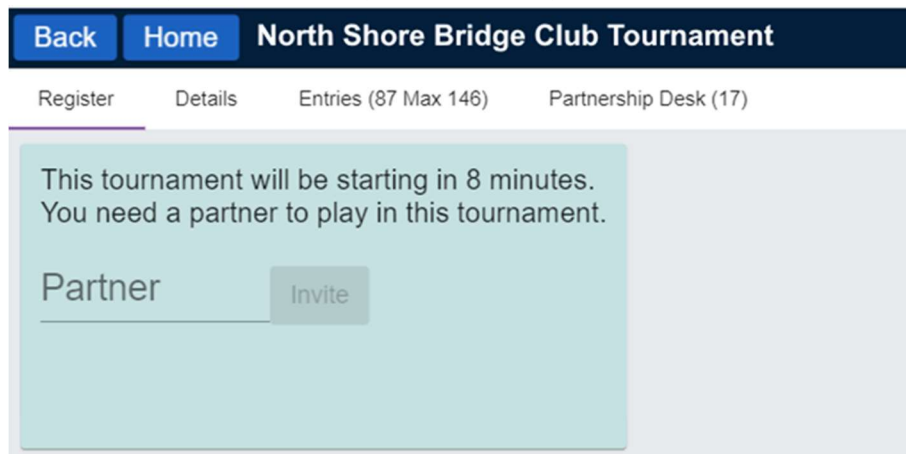 Back Home North Shore Bridge Club Tournament
Register Details Entries (87 Max 146) Partnership Desk (17)
This tournament will be starting in 8 minutes.
You need a partner to play in this tournament.
Partner Invite